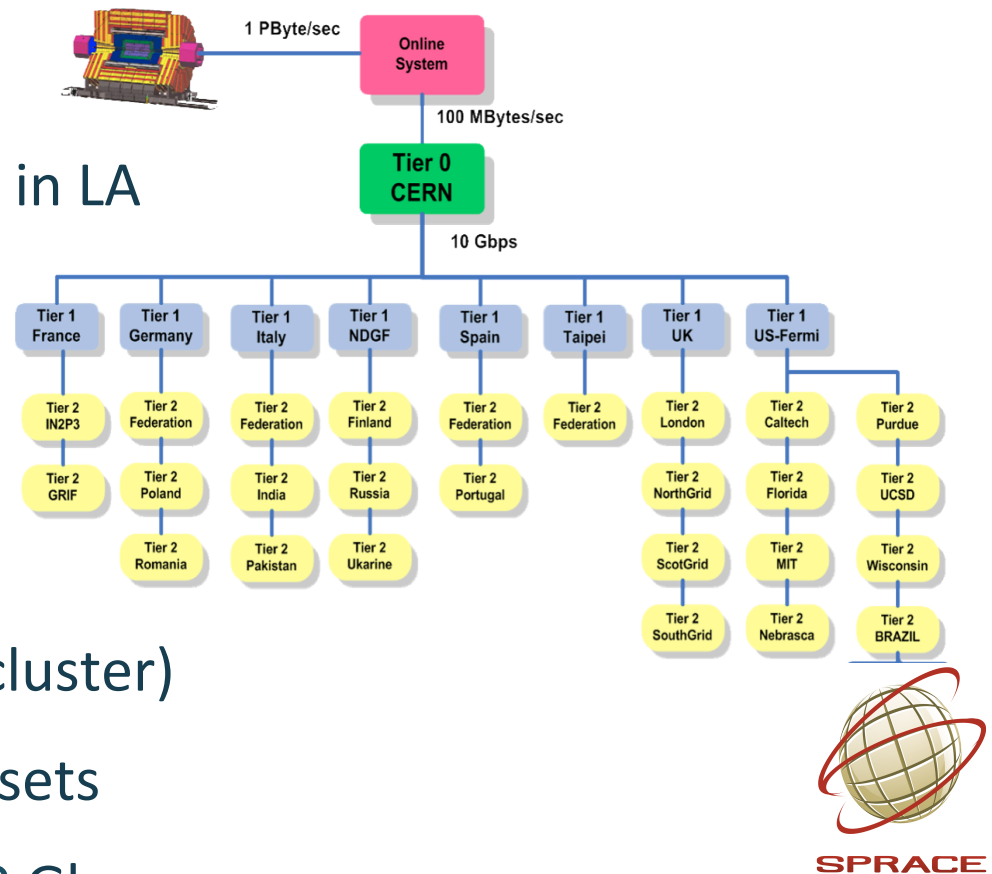 1 PByte/sec
Online
System
100 MBytes/sec
Tier 0
CERN
in LA
10 Gbps
Tier 1
France
Tier 1
Germany
Tier 1
Italy
Tier 1
NDGF
Tier 1
Spain
Tier 1
Taipei
Tier 1
UK
Tier 1
US-Fermi
Tier 2
IN2P3
Tier 2
Federation
Tier 2
Federation
Tier 2
Finland
Tier 2
Federation
Tier 2
Federation
Tier 2
London
Tier 2
Caltech
Tier 2
Purdue
Tier 2
GRIF
Tier 2
Poland
Tier 2
India
Tier 2
Russia
Tier 2
Portugal
Tier 2
NorthGrid
Tier 2
Florida
Tier 2
UCSD
Tier 2
Romania
Tier 2
Pakistan
Tier 2
Ukarine
Tier 2
ScotGrid
Tier 2
MIT
Tier 2
Wisconsin
Tier 2
SouthGrid
Tier 2
Nebrasca
Tier 2
BRAZIL
cluster)
sets
SPRACE